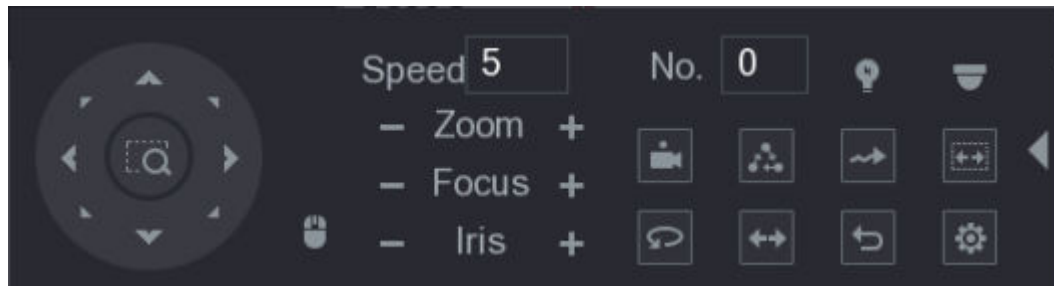 Speed 5 No. 0
– Zoom +
– Focus +
– Iris +